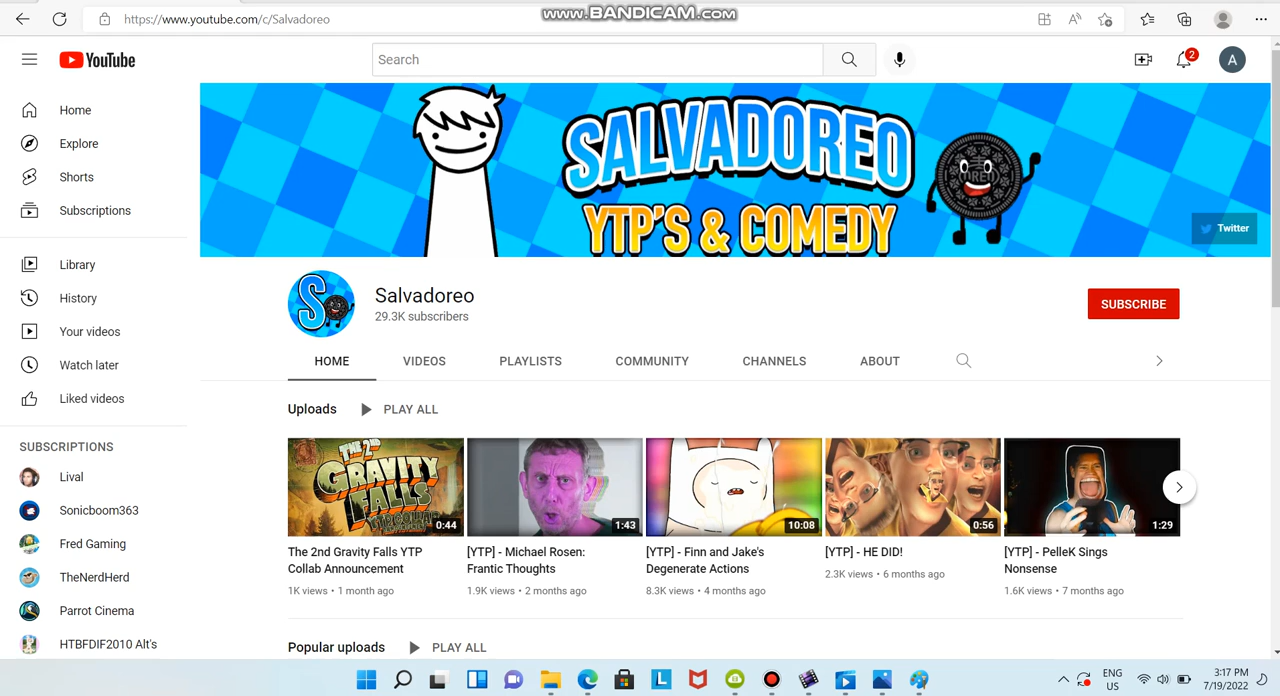 www.BANDICAM.com
https://www.youtube.com/c/Salvadoreo
YouTube
Search
2
A
Home
Explore
Shorts
Subscriptions
Library
History
Your videos
Watch later
Liked videos
SUBSCRIPTIONS
Lival
Sonicboom363
Fred Gaming
TheNerdHerd
Parrot Cinema
HTBFDIF2010 Alt's
SALVADOREO
YTP'S & COMEDY
OREO
Twitter
S
Salvadoreo
29.3K subscribers
SUBSCRIBE
HOME VIDEOS PLAYLISTS COMMUNITY CHANNELS ABOUT
Uploads PLAY ALL
THE 2nd
GRAVITY
FALLS
YTP COLLAB
0:44
1:43
10:08
0:56
1:29
The 2nd Gravity Falls YTP
Collab Announcement
1K views • 1 month ago
[YTP] - Michael Rosen:
Frantic Thoughts
1.9K views • 2 months ago
[YTP] - Finn and Jake's
Degenerate Actions
8.3K views • 4 months ago
[YTP] - HE DID!
2.3K views • 6 months ago
[YTP] - PelleK Sings
Nonsense
1.6K views • 7 months ago
Popular uploads PLAY ALL
L
ENG
US
3:17 PM
7/19/2022